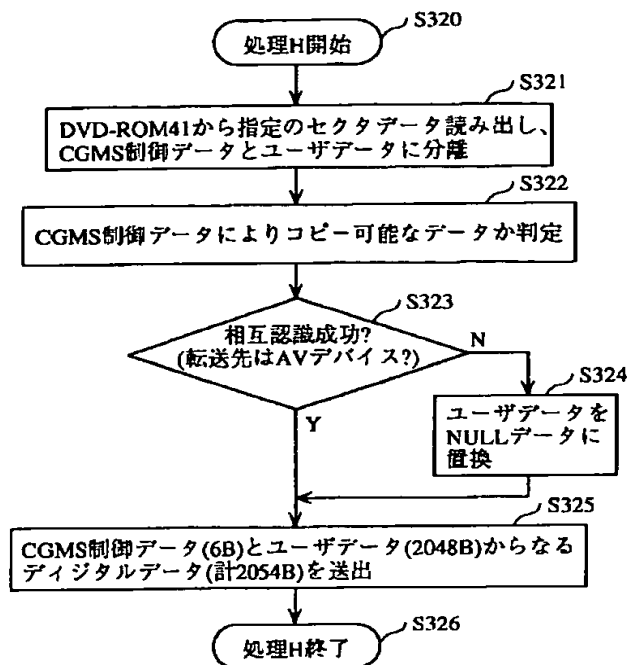 S320
処理H開始
S321
DVD-ROM41から指定のセクタデータ読み出し、
CGMS制御データとユーザデータに分離
S322
CGMS制御データによりコピー可能なデータか判定
S323
相互認識成功?
(転送先はAVデバイス?)
N
Y
S324
ユーザデータを
NULLデータに
置換
S325
CGMS制御データ(6B)とユーザデータ(2048B)からなる
ディジタルデータ(計2054B)を送出
S326
処理H終了